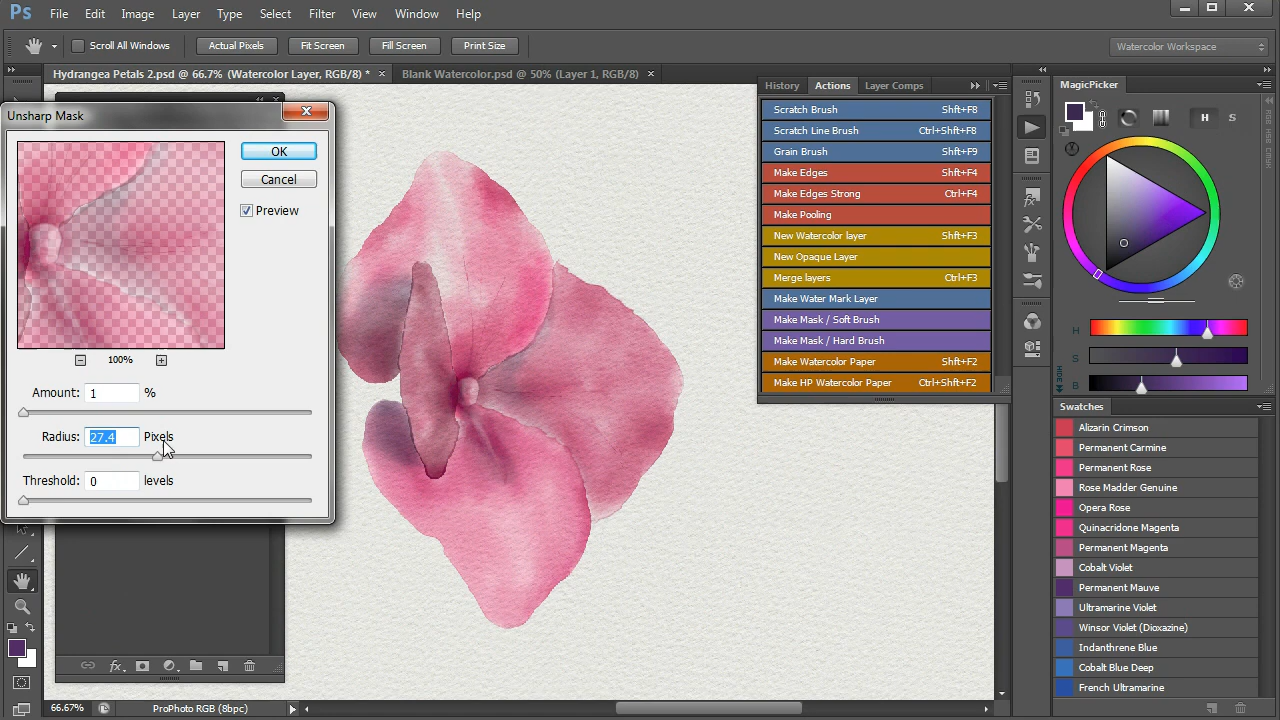 Ps File Edit Image Layer Type Select Filter View Window Help
Scroll All Windows Actual Pixels Fit Screen Fill Screen Print Size Watercolor Workspace
Hydrangea Petals 2.psd @ 66.7% (Watercolor Layer, RGB/8) * × Blank Watercolor.psd @ 50% (Layer 1, RGB/8) ×
Unsharp Mask
OK
Cancel
Preview
100%
Amount: 1 %
Radius: 27.4 Pixels
Threshold: 0 levels
fx
History Actions Layer Comps
Scratch Brush Shft+F8
Scratch Line Brush Ctrl+Shft+F8
Grain Brush Shft+F9
Make Edges Shft+F4
Make Edges Strong Ctrl+F4
Make Pooling
New Watercolor layer Shft+F3
New Opaque Layer
Merge layers Ctrl+F3
Make Water Mark Layer
Make Mask / Soft Brush
Make Mask / Hard Brush
Make Watercolor Paper Shft+F2
Make HP Watercolor Paper Ctrl+Shft+F2
MagicPicker
H S
RGB HSB CMSH
H
S
B
HIDE
Swatches
Alizarin Crimson
Permanent Carmine
Permanent Rose
Rose Madder Genuine
Opera Rose
Quinacridone Magenta
Permanent Magenta
Cobalt Violet
Permanent Mauve
Ultramarine Violet
Winsor Violet (Dioxazine)
Indanthrene Blue
Cobalt Blue Deep
French Ultramarine
66.67% ProPhoto RGB (8bpc)